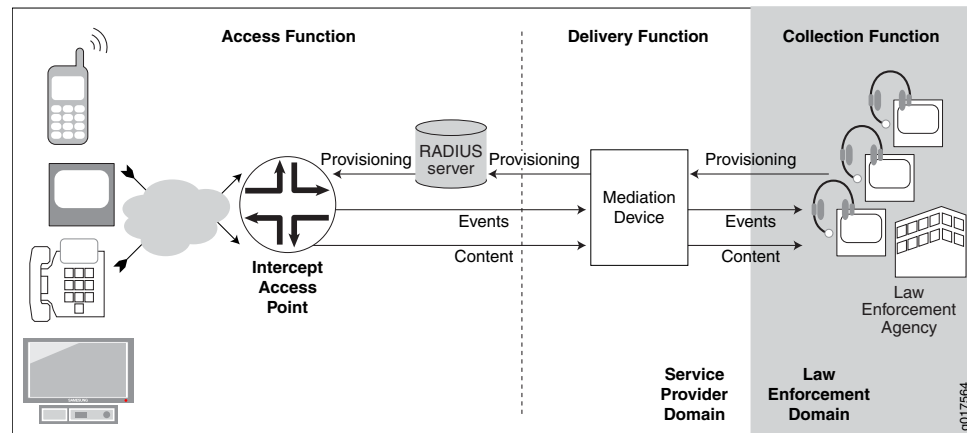 Access Function
Delivery Function
Collection Function
RADIUS
server
Provisioning
Provisioning
Provisioning
Mediation
Device
Events
Events
Content
Content
Intercept
Access
Point
Law
Enforcement
Agency
SAMSUNG
Service
Provider
Domain
Law
Enforcement
Domain
g017564